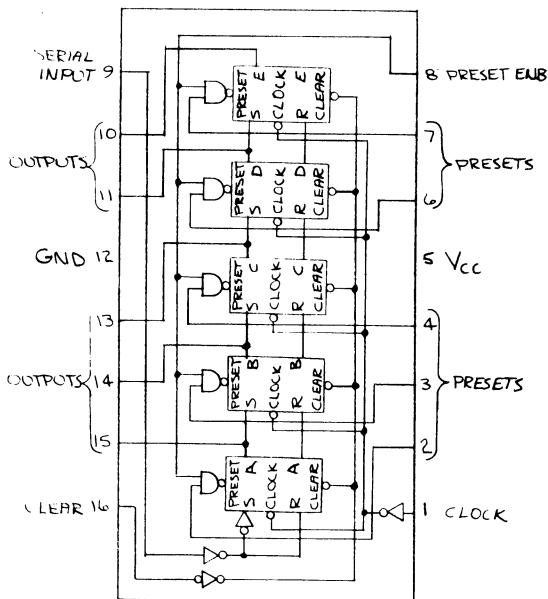 SERIAL
INPUT 9
8 PRESET ENB
PRESET S E CLOCK R E CLEAR
10
7
OUTPUTS
PRESETS
PRESET S D CLOCK R D CLEAR
11
6
GND 12
5 Vcc
PRESET S C CLOCK R C CLEAR
13
4
OUTPUTS 14
PRESET S B CLOCK R B CLEAR
3 PRESETS
15
2
PRESET S A CLOCK R A CLEAR
CLEAR 16
1 CLOCK